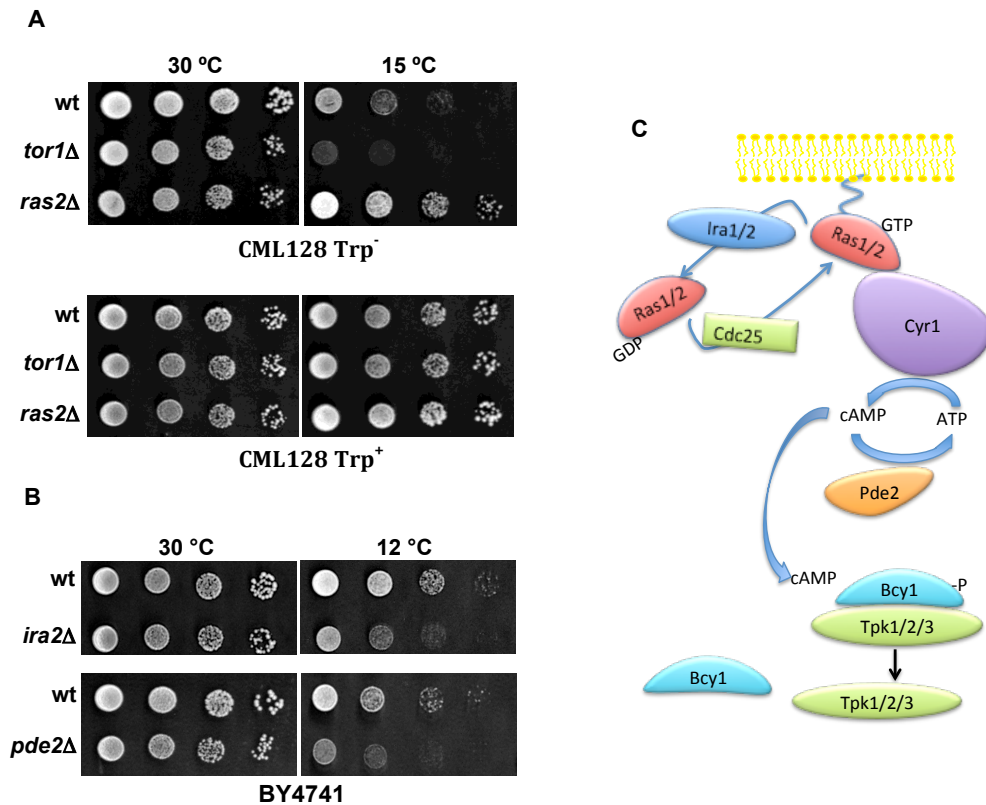 A
30 ºC 15 ºC
wt
tor1Δ
ras2Δ
CML128 Trp-
wt
tor1Δ
ras2Δ
CML128 Trp+
B
30 °C 12 °C
wt
ira2Δ
wt
pde2Δ
BY4741
C
Ira1/2
Ras1/2
GTP
Ras1/2
GDP
Cdc25
Cyr1
cAMP
ATP
Pde2
cAMP
Bcy1
-P
Tpk1/2/3
Bcy1
Tpk1/2/3